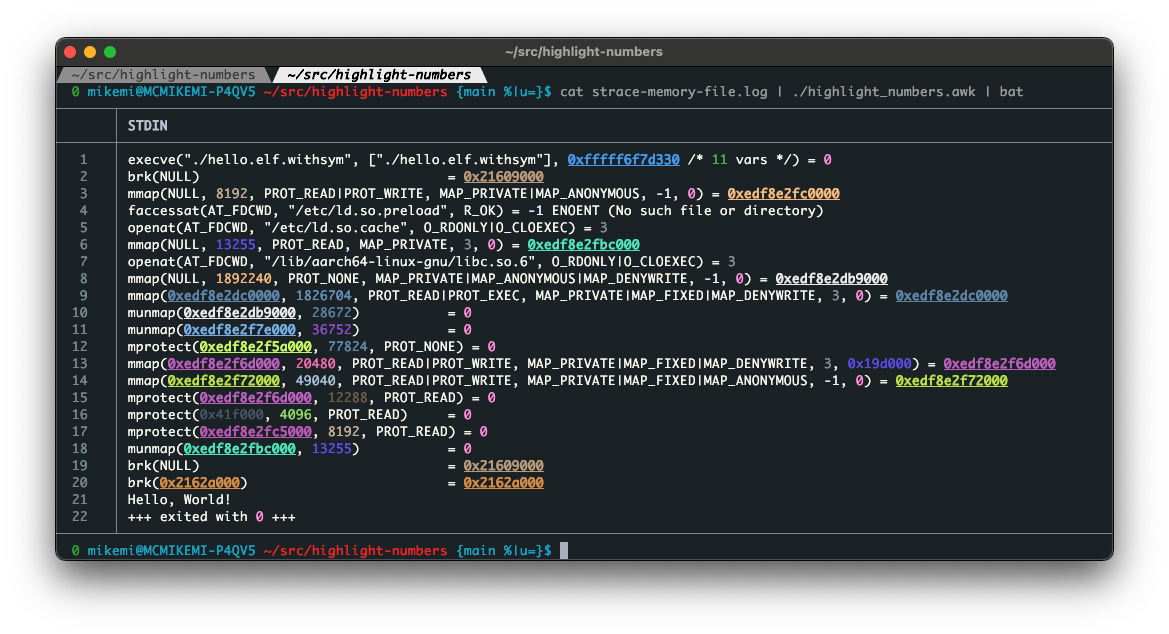 ~/src/highlight-numbers
~/src/highlight-numbers ~/src/highlight-numbers
0 mikemi@MCMIKEMI-P4QV5 ~/src/highlight-numbers {main %|u=}$ cat strace-memory-file.log | ./highlight_numbers.awk | bat
STDIN
1 execve("./hello.elf.withsym", ["./hello.elf.withsym"], 0xfffff6f7d330 /* 11 vars */) = 0
2 brk(NULL) = 0x21609000
3 mmap(NULL, 8192, PROT_READ|PROT_WRITE, MAP_PRIVATE|MAP_ANONYMOUS, -1, 0) = 0xedf8e2fc0000
4 faccessat(AT_FDCWD, "/etc/ld.so.preload", R_OK) = -1 ENOENT (No such file or directory)
5 openat(AT_FDCWD, "/etc/ld.so.cache", O_RDONLY|O_CLOEXEC) = 3
6 mmap(NULL, 13255, PROT_READ, MAP_PRIVATE, 3, 0) = 0xedf8e2fbc000
7 openat(AT_FDCWD, "/lib/aarch64-linux-gnu/libc.so.6", O_RDONLY|O_CLOEXEC) = 3
8 mmap(NULL, 1892240, PROT_NONE, MAP_PRIVATE|MAP_ANONYMOUS|MAP_DENYWRITE, -1, 0) = 0xedf8e2db9000
9 mmap(0xedf8e2dc0000, 1826704, PROT_READ|PROT_EXEC, MAP_PRIVATE|MAP_FIXED|MAP_DENYWRITE, 3, 0) = 0xedf8e2dc0000
10 munmap(0xedf8e2db9000, 28672) = 0
11 munmap(0xedf8e2f7e000, 36752) = 0
12 mprotect(0xedf8e2f5a000, 77824, PROT_NONE) = 0
13 mmap(0xedf8e2f6d000, 20480, PROT_READ|PROT_WRITE, MAP_PRIVATE|MAP_FIXED|MAP_DENYWRITE, 3, 0x19d000) = 0xedf8e2f6d000
14 mmap(0xedf8e2f72000, 49040, PROT_READ|PROT_WRITE, MAP_PRIVATE|MAP_FIXED|MAP_ANONYMOUS, -1, 0) = 0xedf8e2f72000
15 mprotect(0xedf8e2f6d000, 12288, PROT_READ) = 0
16 mprotect(0x41f000, 4096, PROT_READ) = 0
17 mprotect(0xedf8e2fc5000, 8192, PROT_READ) = 0
18 munmap(0xedf8e2fbc000, 13255) = 0
19 brk(NULL) = 0x21609000
20 brk(0x2162a000) = 0x2162a000
21 Hello, World!
22 +++ exited with 0 +++
0 mikemi@MCMIKEMI-P4QV5 ~/src/highlight-numbers {main %|u=}$